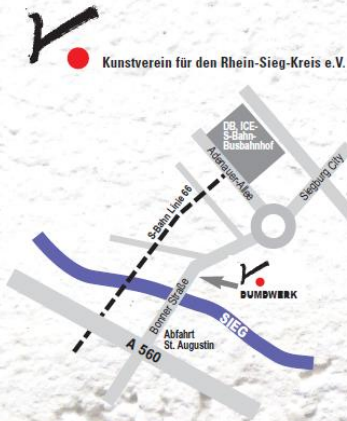 Kunstverein für den Rhein-Sieg-Kreis e.V.
DB, ICE-
S-Bahn-
Busbahnhof
Adenauer-Allee
Siegburg City
S-Bahn Linie 66
Bonner Straße
DUMDWERK
SIEG
Abfahrt
St. Augustin
A 560